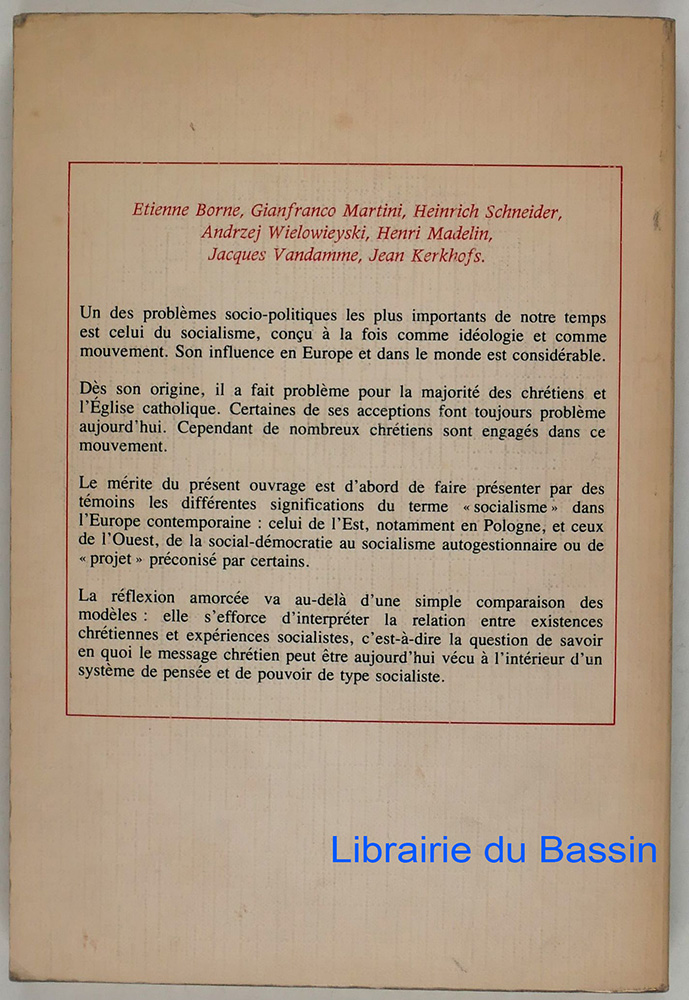 Etienne Borne, Gianfranco Martini, Heinrich Schneider,
Andrzej Wielowieyski, Henri Madelin,
Jacques Vandamme, Jean Kerkhofs.
Un des problèmes socio-politiques les plus importants de notre temps
est celui du socialisme, conçu à la fois comme idéologie et comme
mouvement. Son influence en Europe et dans le monde est considérable.
Dès son origine, il a fait problème pour la majorité des chrétiens et
l'Église catholique. Certaines de ses acceptions font toujours problème
aujourd'hui. Cependant de nombreux chrétiens sont engagés dans ce
mouvement.
Le mérite du présent ouvrage est d'abord de faire présenter par des
témoins les différentes significations du terme « socialisme » dans
l'Europe contemporaine : celui de l'Est, notamment en Pologne, et ceux
de l'Ouest, de la social-démocratie au socialisme autogestionnaire ou de
« projet » préconisé par certains.
La réflexion amorcée va au-delà d'une simple comparaison des
modèles : elle s'efforce d'interpréter la relation entre existences
chrétiennes et expériences socialistes, c'est-à-dire la question de savoir
en quoi le message chrétien peut être aujourd'hui vécu à l'intérieur d'un
système de pensée et de pouvoir de type socialiste.
Librairie du Bassin